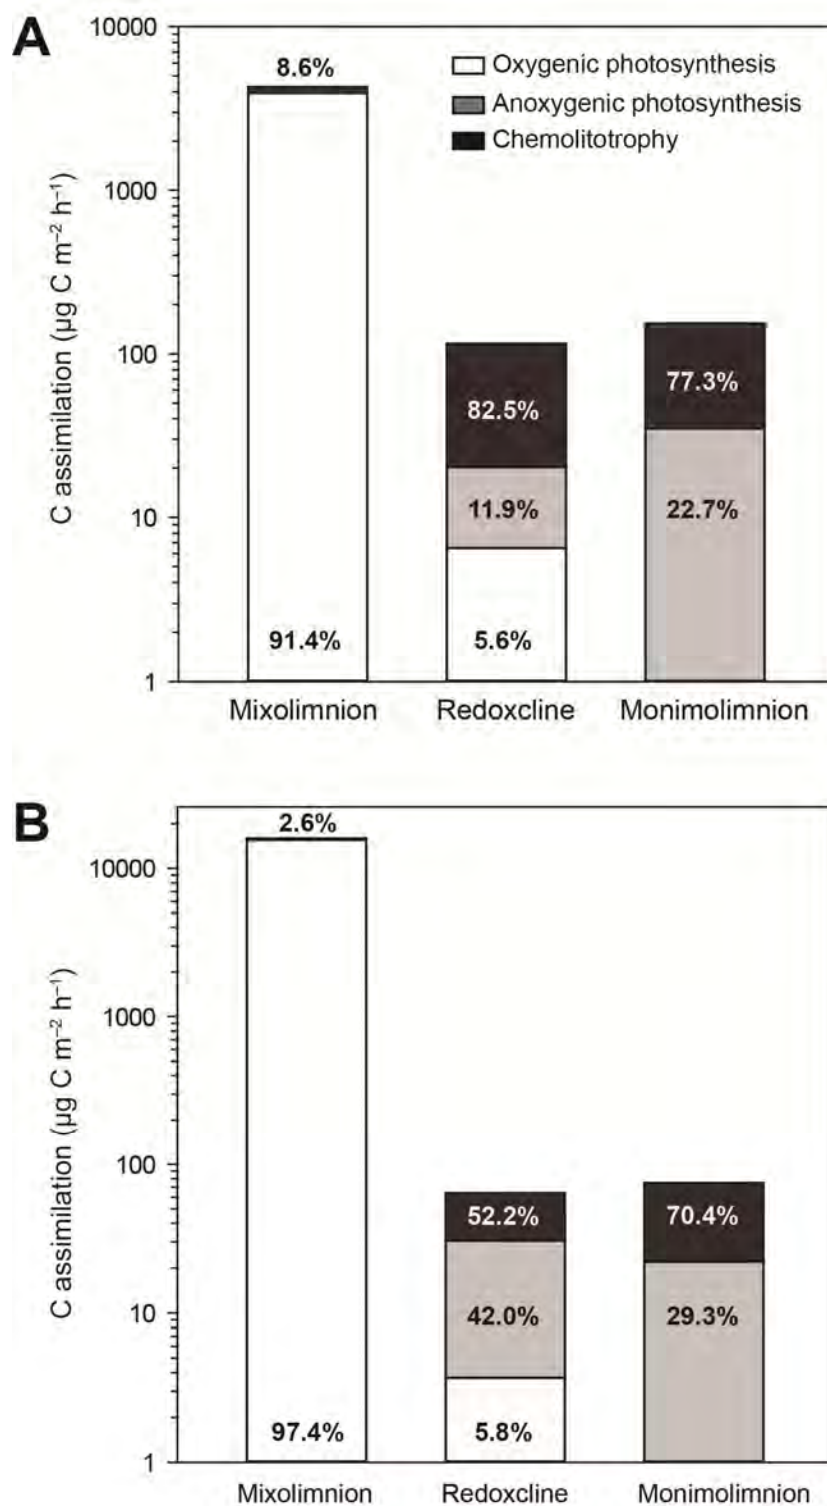 A
10000
1000
100
10
1
C assimilation (µg C m⁻² h⁻¹)
Oxygenic photosynthesis
Anoxygenic photosynthesis
Chemolitotrophy
8.6%
91.4%
82.5%
11.9%
5.6%
77.3%
22.7%
Mixolimnion
Redoxcline
Monimolimnion
B
10000
1000
100
10
1
C assimilation (µg C m⁻² h⁻¹)
2.6%
97.4%
52.2%
42.0%
5.8%
70.4%
29.3%
Mixolimnion
Redoxcline
Monimolimnion